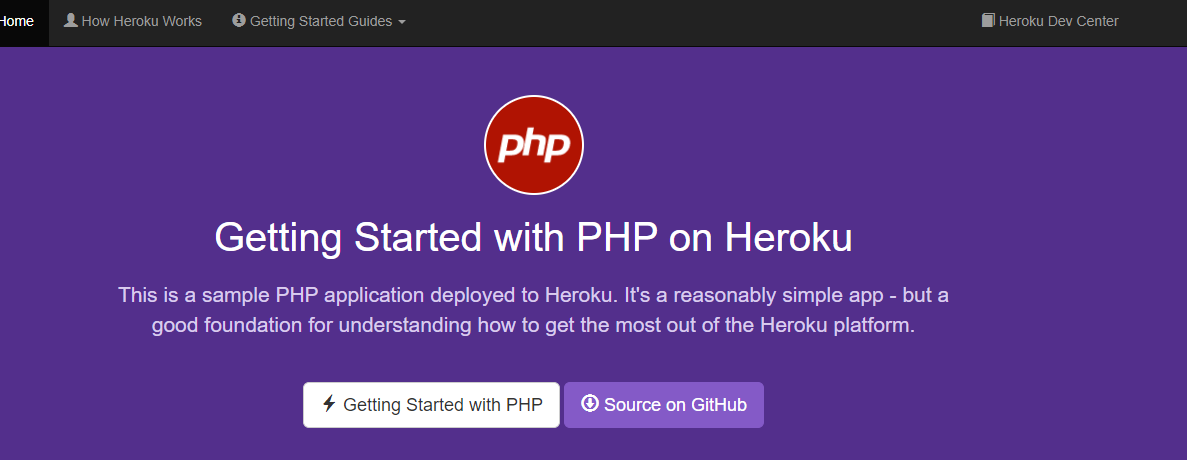 Home How Heroku Works Getting Started Guides Heroku Dev Center
php
Getting Started with PHP on Heroku
This is a sample PHP application deployed to Heroku. It's a reasonably simple app - but a
good foundation for understanding how to get the most out of the Heroku platform.
Getting Started with PHP Source on GitHub